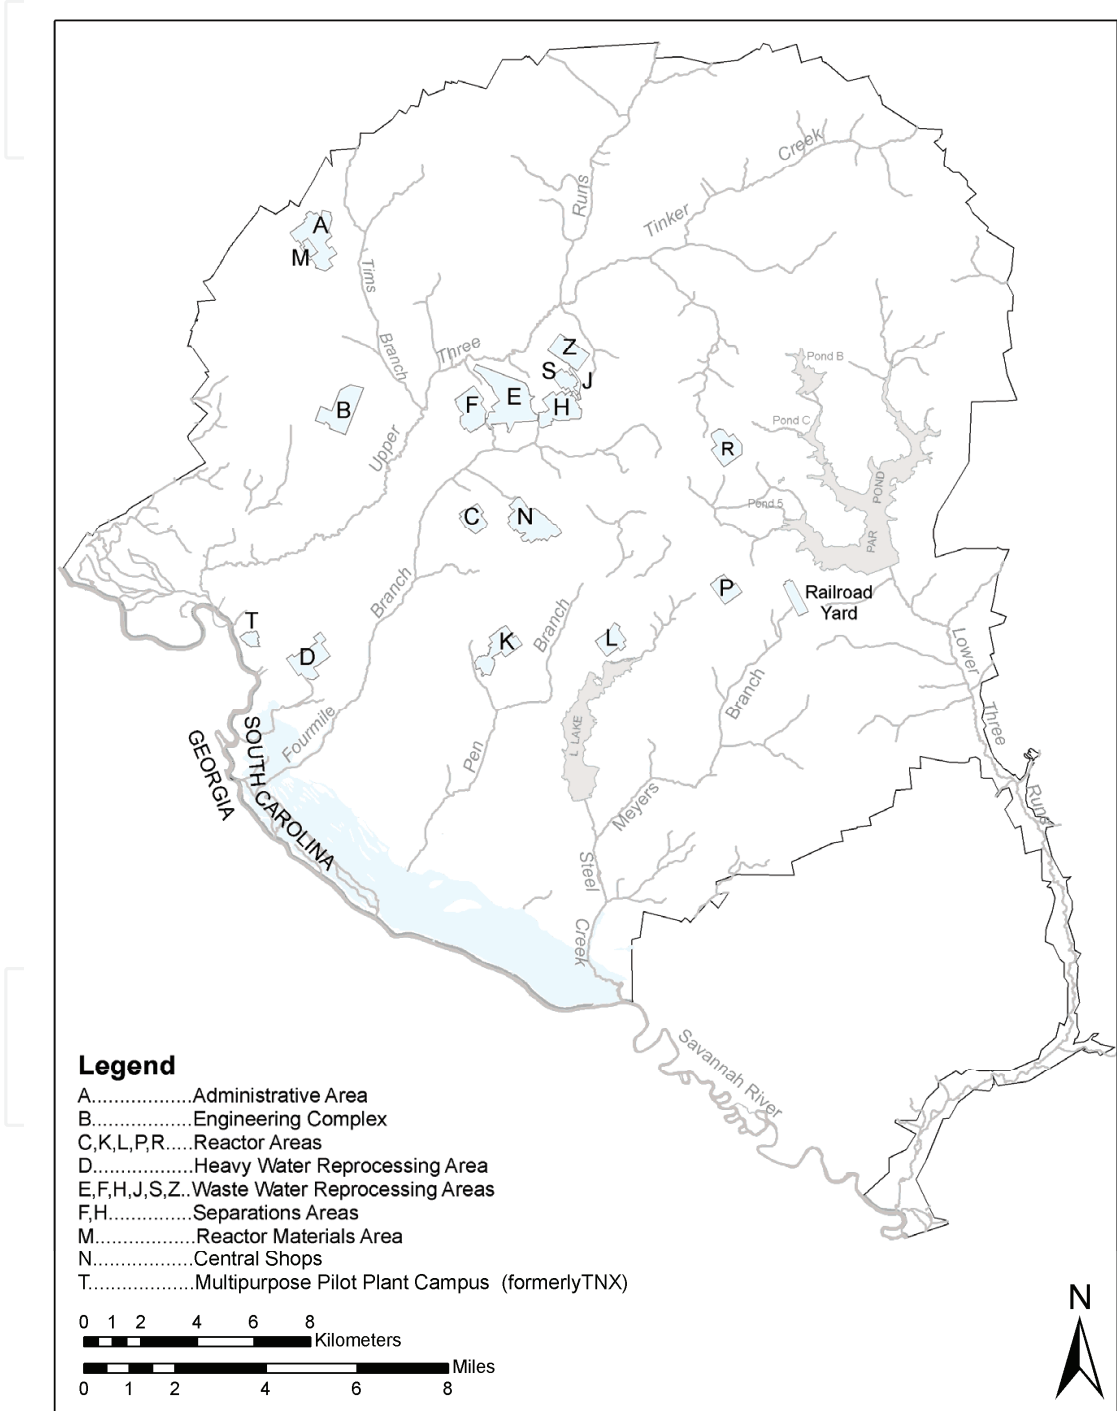 Creek
Runs
Tinker
A
M
Tims
Branch
Three
Z
S
J
E
F
H
B
Pond B
Pond C
Upper
R
POND
PAR
Pond 5
C
N
P
Railroad
Yard
Branch
Branch
T
D
K
L
Lower
Three
Runs
Branch
SOUTH CAROLINA
GEORGIA
Fourmile
Pen
L LAKE
Meyers
Steel
Creek
Savannah River
Legend
A..................Administrative Area
B..................Engineering Complex
C,K,L,P,R.....Reactor Areas
D..................Heavy Water Reprocessing Area
E,F,H,J,S,Z..Waste Water Reprocessing Areas
F,H...............Separations Areas
M..................Reactor Materials Area
N..................Central Shops
T...................Multipurpose Pilot Plant Campus (formerlyTNX)
0 1 2 4 6 8
Kilometers
Miles
0 1 2 4 6 8
N